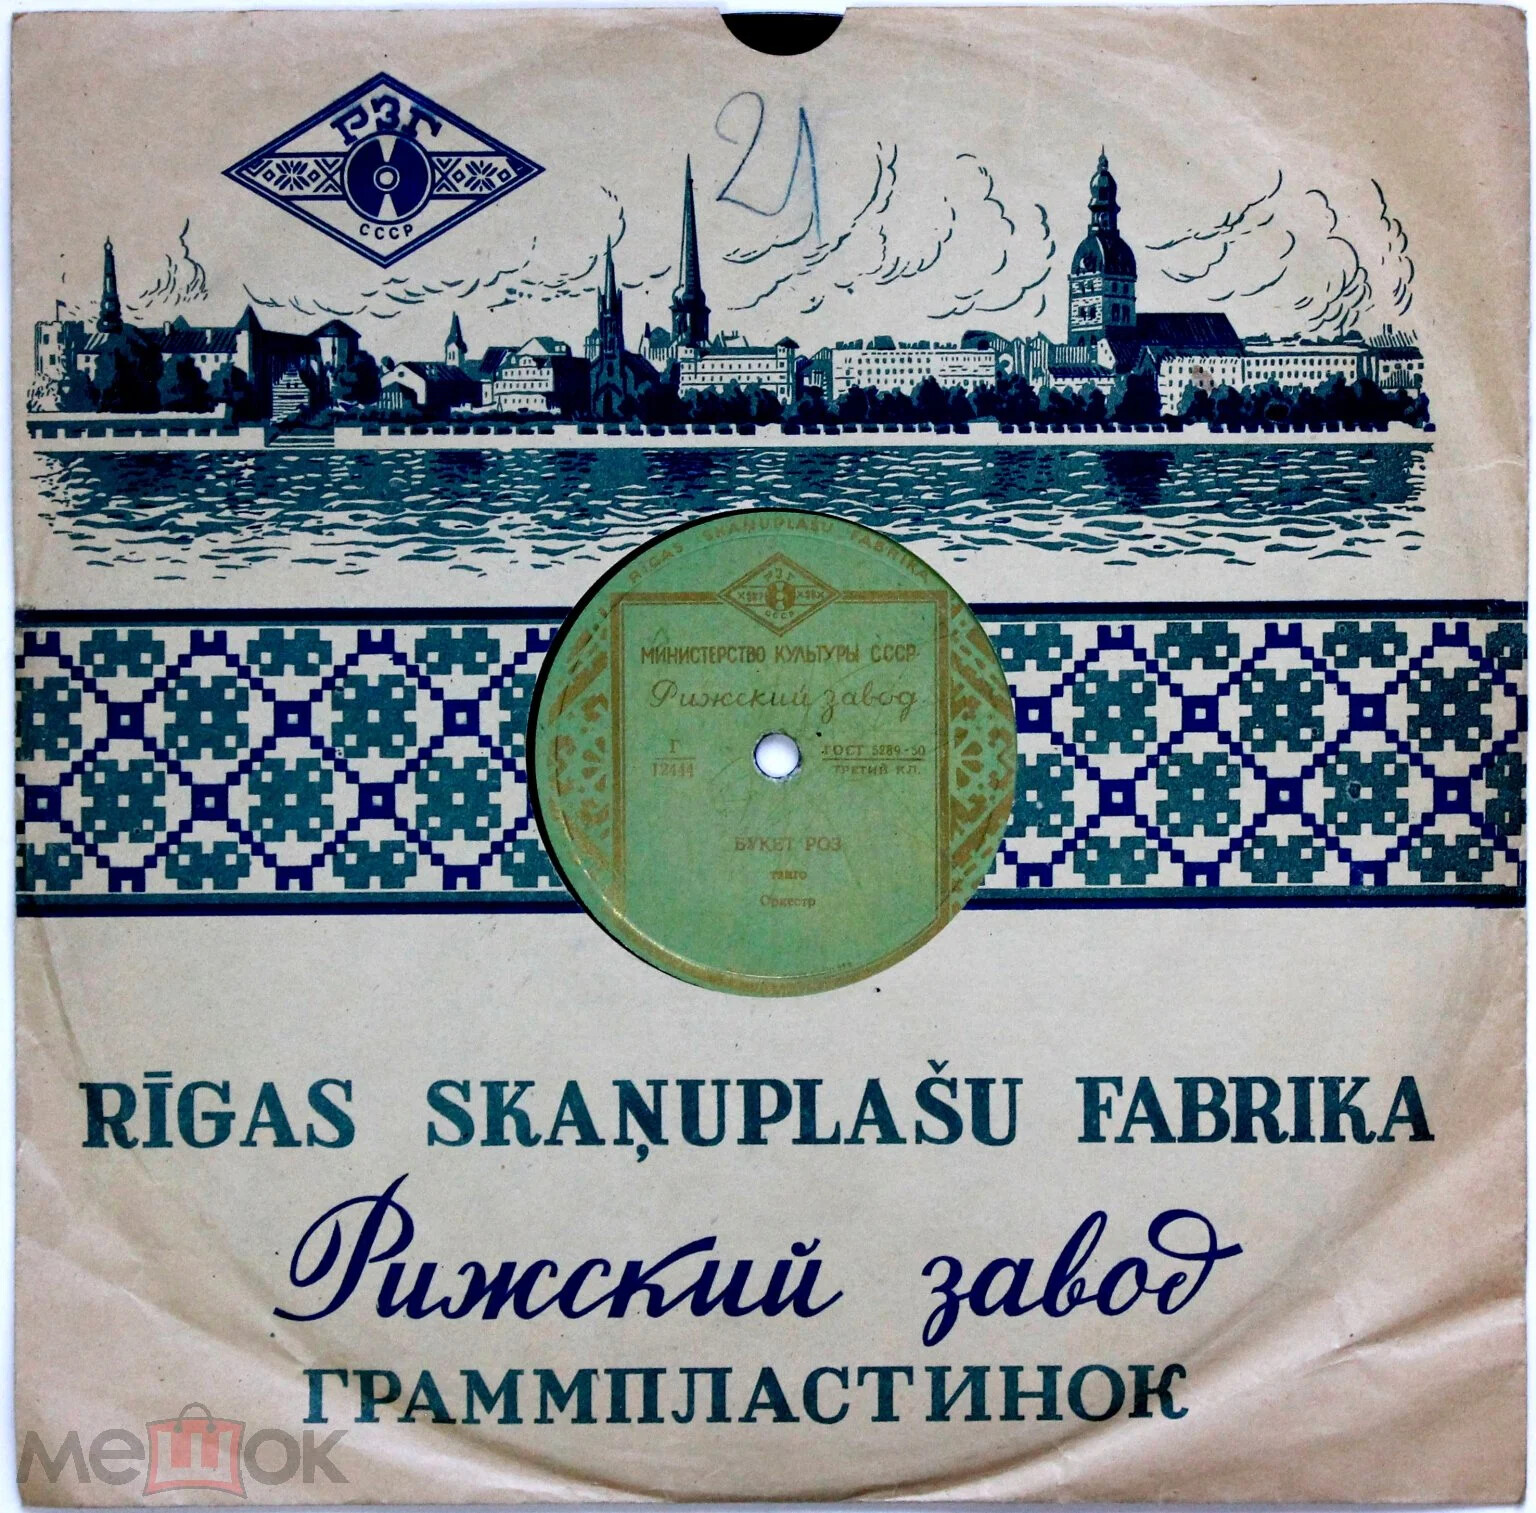 РЗГ
СССР
21
RĪGAS SKAŅUPLAŠU FABRIKA
РЗГ
СССР
МИНИСТЕРСТВО КУЛЬТУРЫ СССР
Рижский завод
Г
12444
ГОСТ 5289-50
ТРЕТИЙ КЛ.
БУКЕТ РОЗ
танго
Оркестр
RĪGAS SKAŅUPLAŠU FABRIKA
Рижский завод
ГРАММПЛАСТИНОК
мешок